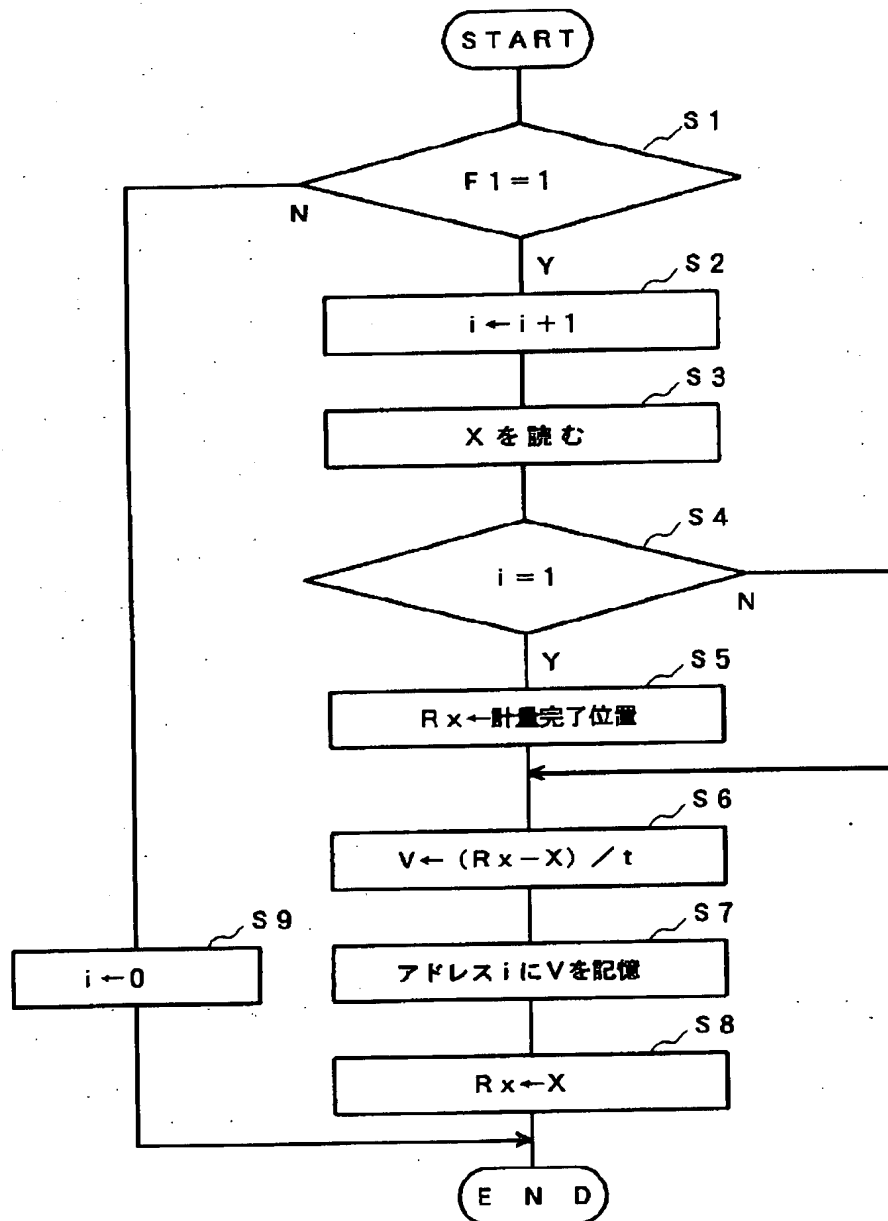 START
S1
F1=1
N
Y
S2
i←i+1
S3
Xを読む
S4
i=1
N
Y
S5
Rx←計量完了位置
S6
V←(Rx−X)/t
S7
アドレスiにVを記憶
S9
i←0
S8
Rx←X
END